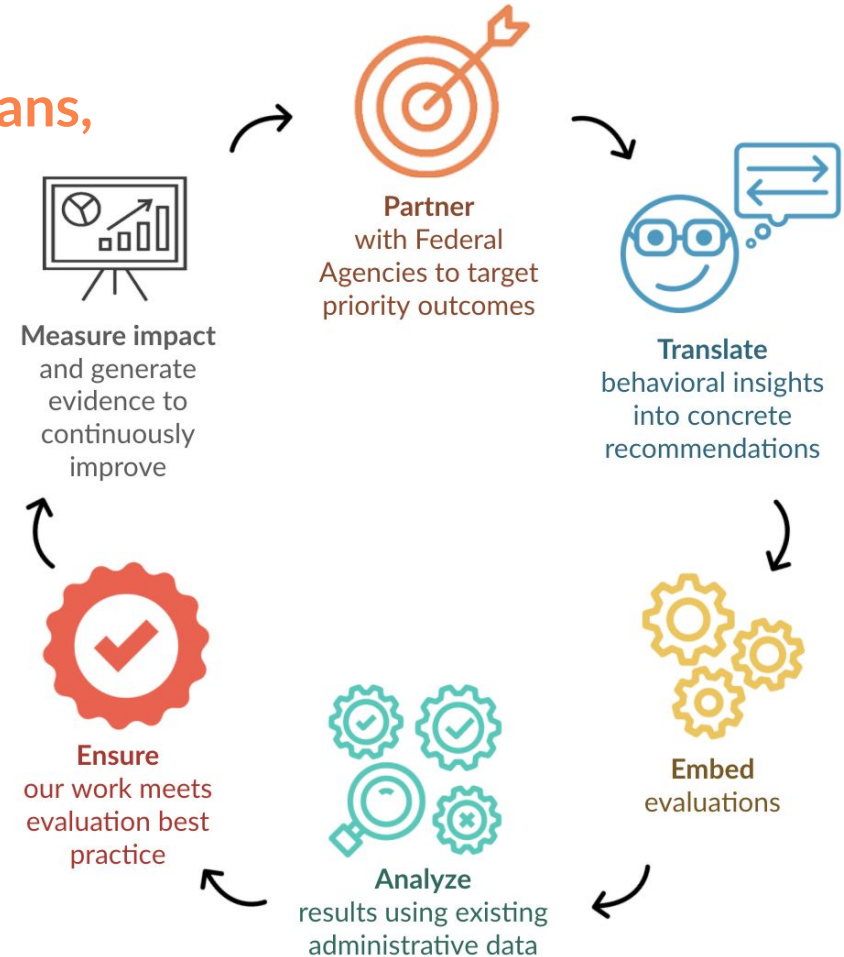 ans,
Partner
with Federal
Agencies to target
priority outcomes
Translate
behavioral insights
into concrete
recommendations
Embed
evaluations
Analyze
results using existing
administrative data
Ensure
our work meets
evaluation best
practice
Measure impact
and generate
evidence to
continuously
improve